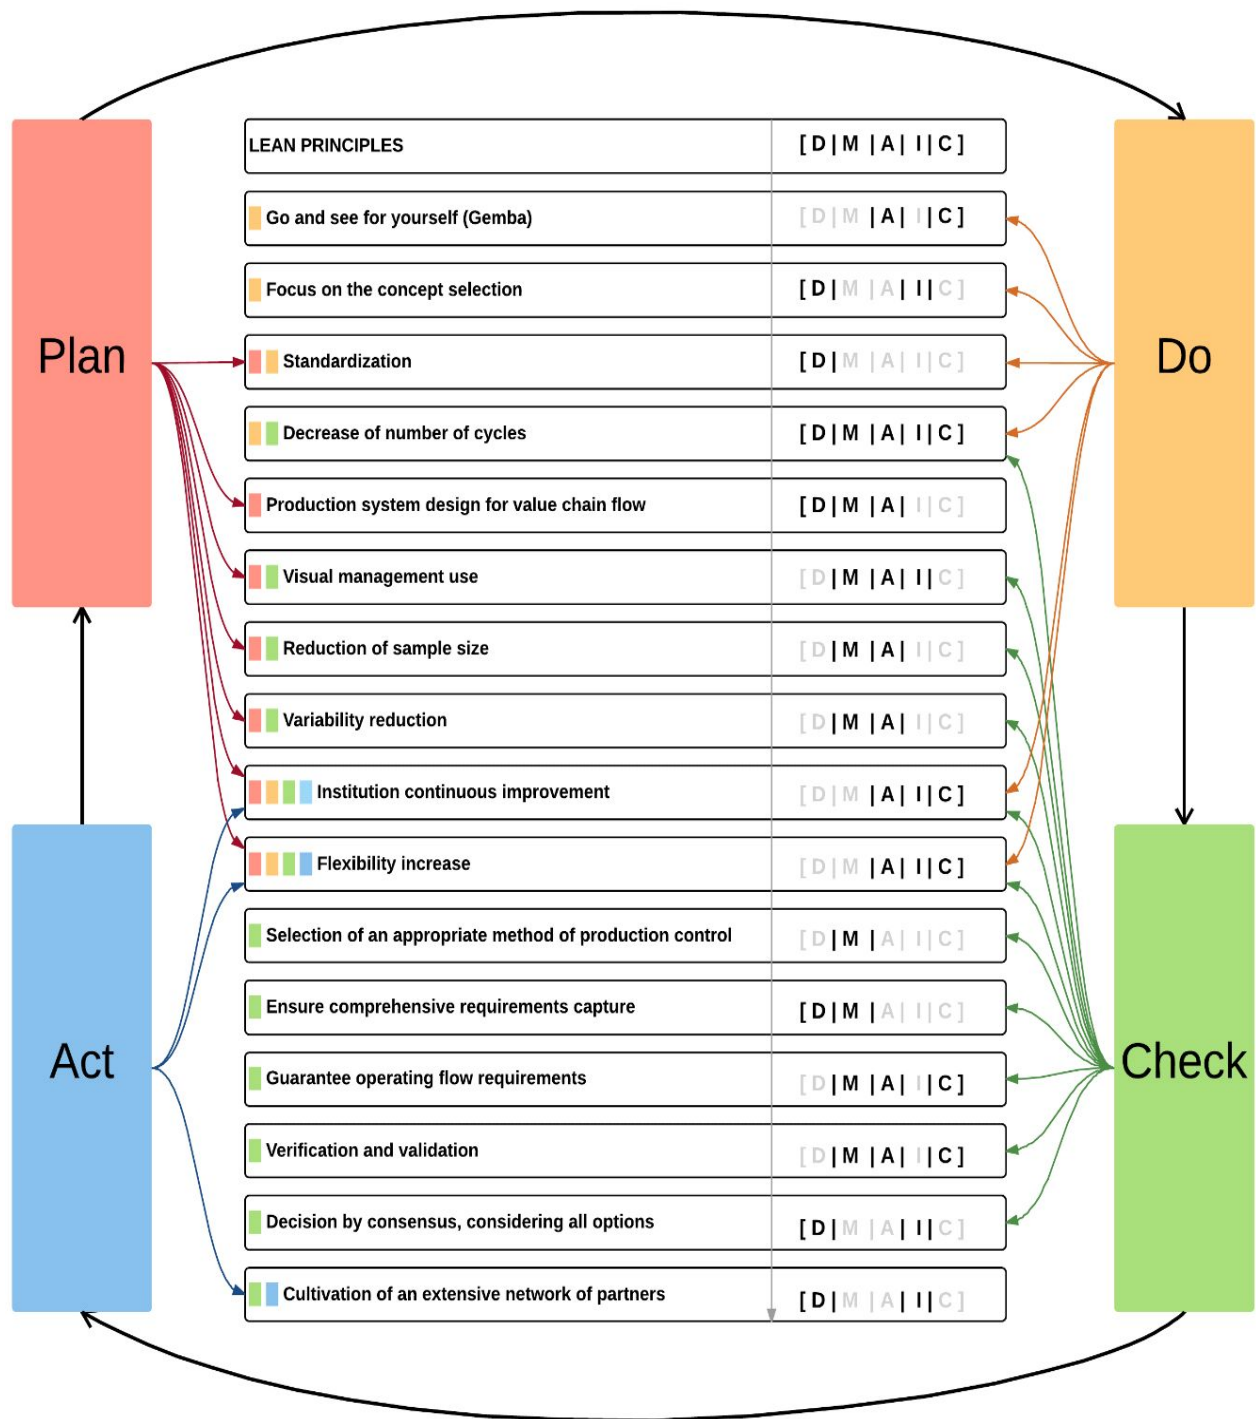 LEAN PRINCIPLES [ D | M | A | I | C ]
Go and see for yourself (Gemba) [ D | M | A | I | C ]
Focus on the concept selection [ D | M | A | I | C ]
Standardization [ D | M | A | I | C ]
Decrease of number of cycles [ D | M | A | I | C ]
Production system design for value chain flow [ D | M | A | I | C ]
Visual management use [ D | M | A | I | C ]
Reduction of sample size [ D | M | A | I | C ]
Variability reduction [ D | M | A | I | C ]
Institution continuous improvement [ D | M | A | I | C ]
Flexibility increase [ D | M | A | I | C ]
Selection of an appropriate method of production control [ D | M | A | I | C ]
Ensure comprehensive requirements capture [ D | M | A | I | C ]
Guarantee operating flow requirements [ D | M | A | I | C ]
Verification and validation [ D | M | A | I | C ]
Decision by consensus, considering all options [ D | M | A | I | C ]
Cultivation of an extensive network of partners [ D | M | A | I | C ]
Plan
Do
Act
Check